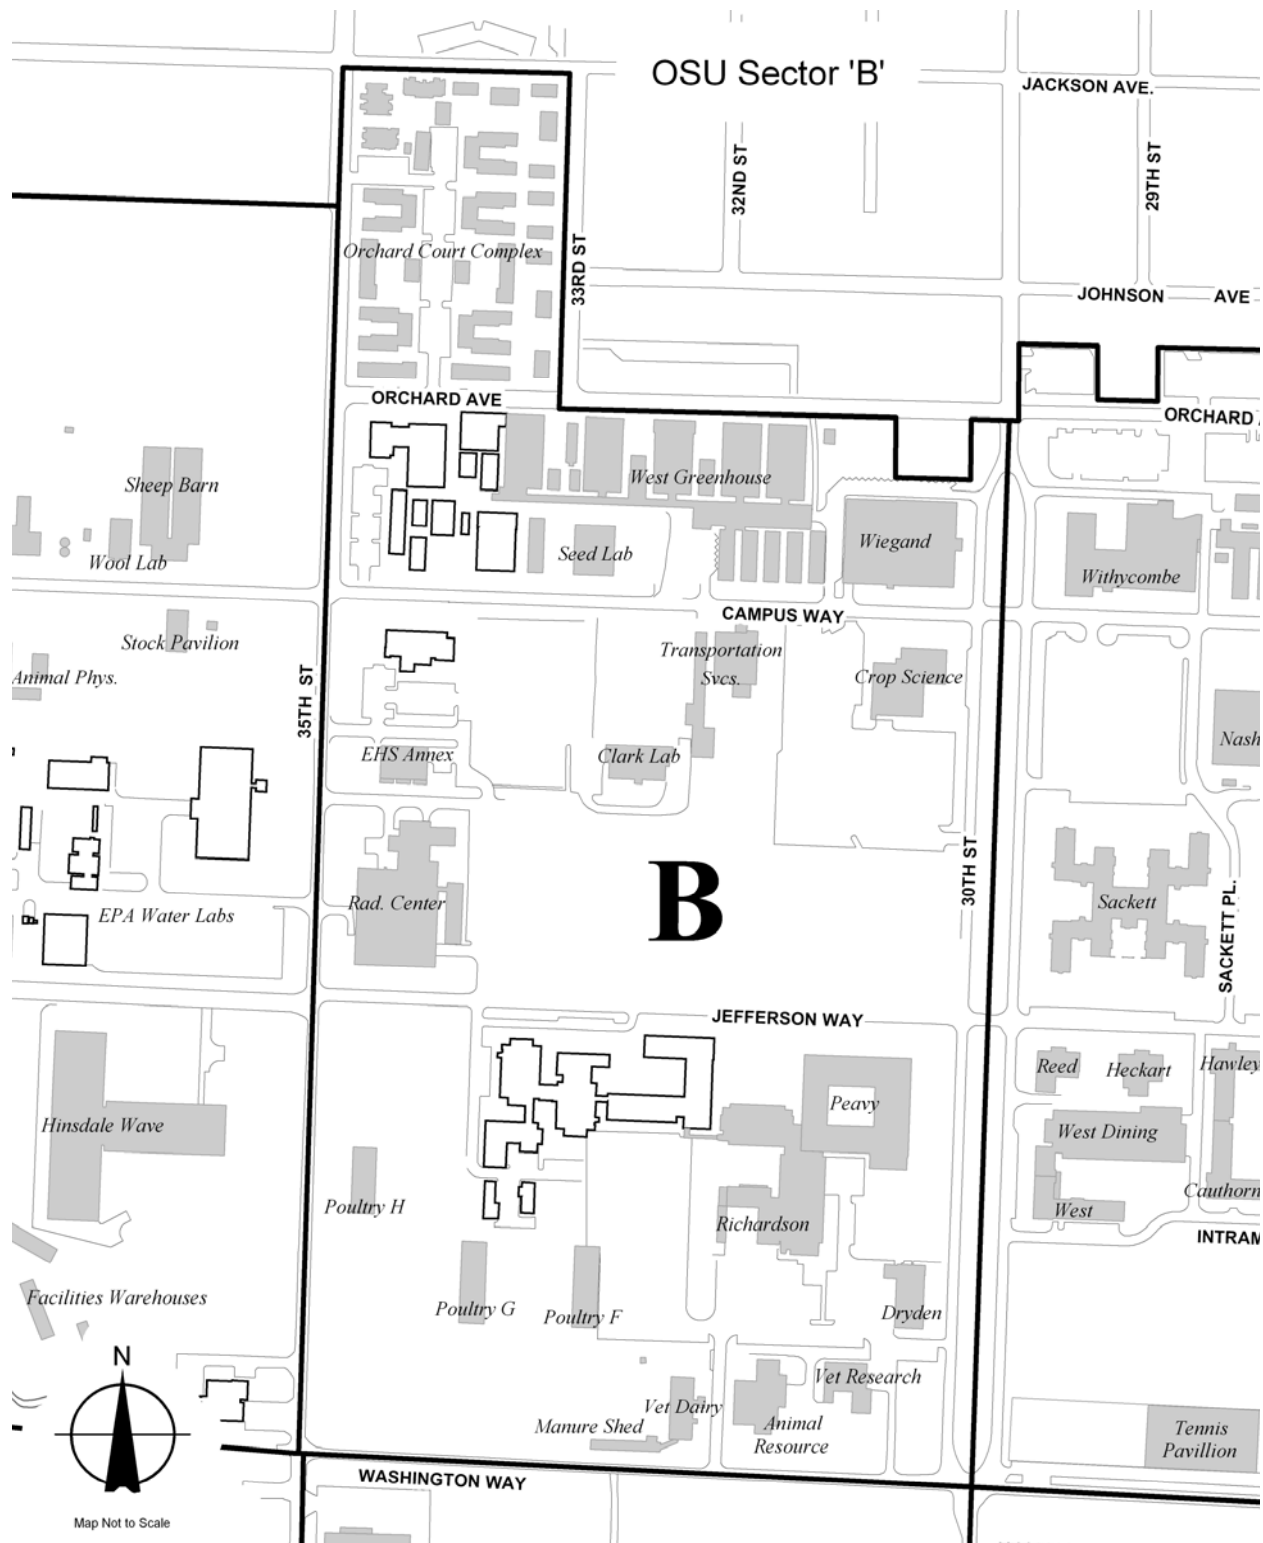 OSU Sector 'B'
JACKSON AVE.
32ND ST
29TH ST
33RD ST
Orchard Court Complex
JOHNSON
AVE
ORCHARD AVE
ORCHARD
Sheep Barn
West Greenhouse
Wiegand
Seed Lab
Wool Lab
Withycombe
CAMPUS WAY
Stock Pavilion
Transportation
Svcs.
Animal Phys.
Crop Science
35TH ST
Nash
EHS Annex
Clark Lab
30TH ST
B
Rad. Center
Sackett
SACKETT PL.
EPA Water Labs
JEFFERSON WAY
Reed
Heckart
Hawley
Peavy
Hinsdale Wave
West Dining
Cauthorn
Poultry H
West
Richardson
INTRAM
Facilities Warehouses
Poultry G
Poultry F
Dryden
N
Vet Research
Vet Dairy
Manure Shed
Animal
Resource
Tennis
Pavillion
WASHINGTON WAY
Map Not to Scale